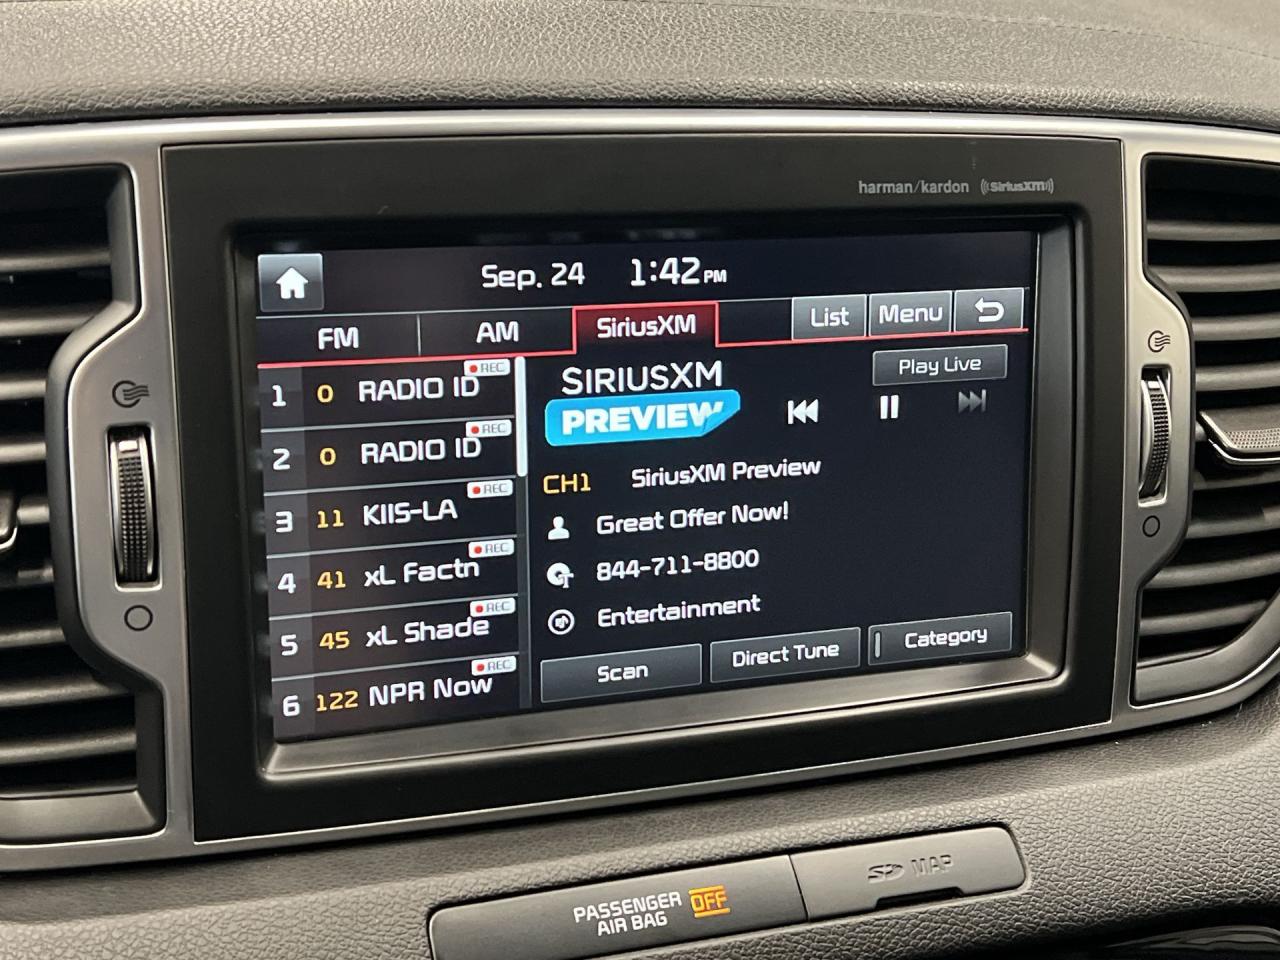 harman/kardon ((SiriusXM))
Sep. 24 1:42 PM
FM AM SiriusXM List Menu
1 0 RADIO ID REC
2 0 RADIO ID REC
3 11 KIIS-LA REC
4 41 xL Factn REC
5 45 xL Shade REC
6 122 NPR Now REC
SIRIUSXM
PREVIEW
Play Live
CH1 SiriusXM Preview
Great Offer Now!
844-711-8800
Entertainment
Scan Direct Tune Category
PASSENGER
AIR BAG OFF
SD MAP